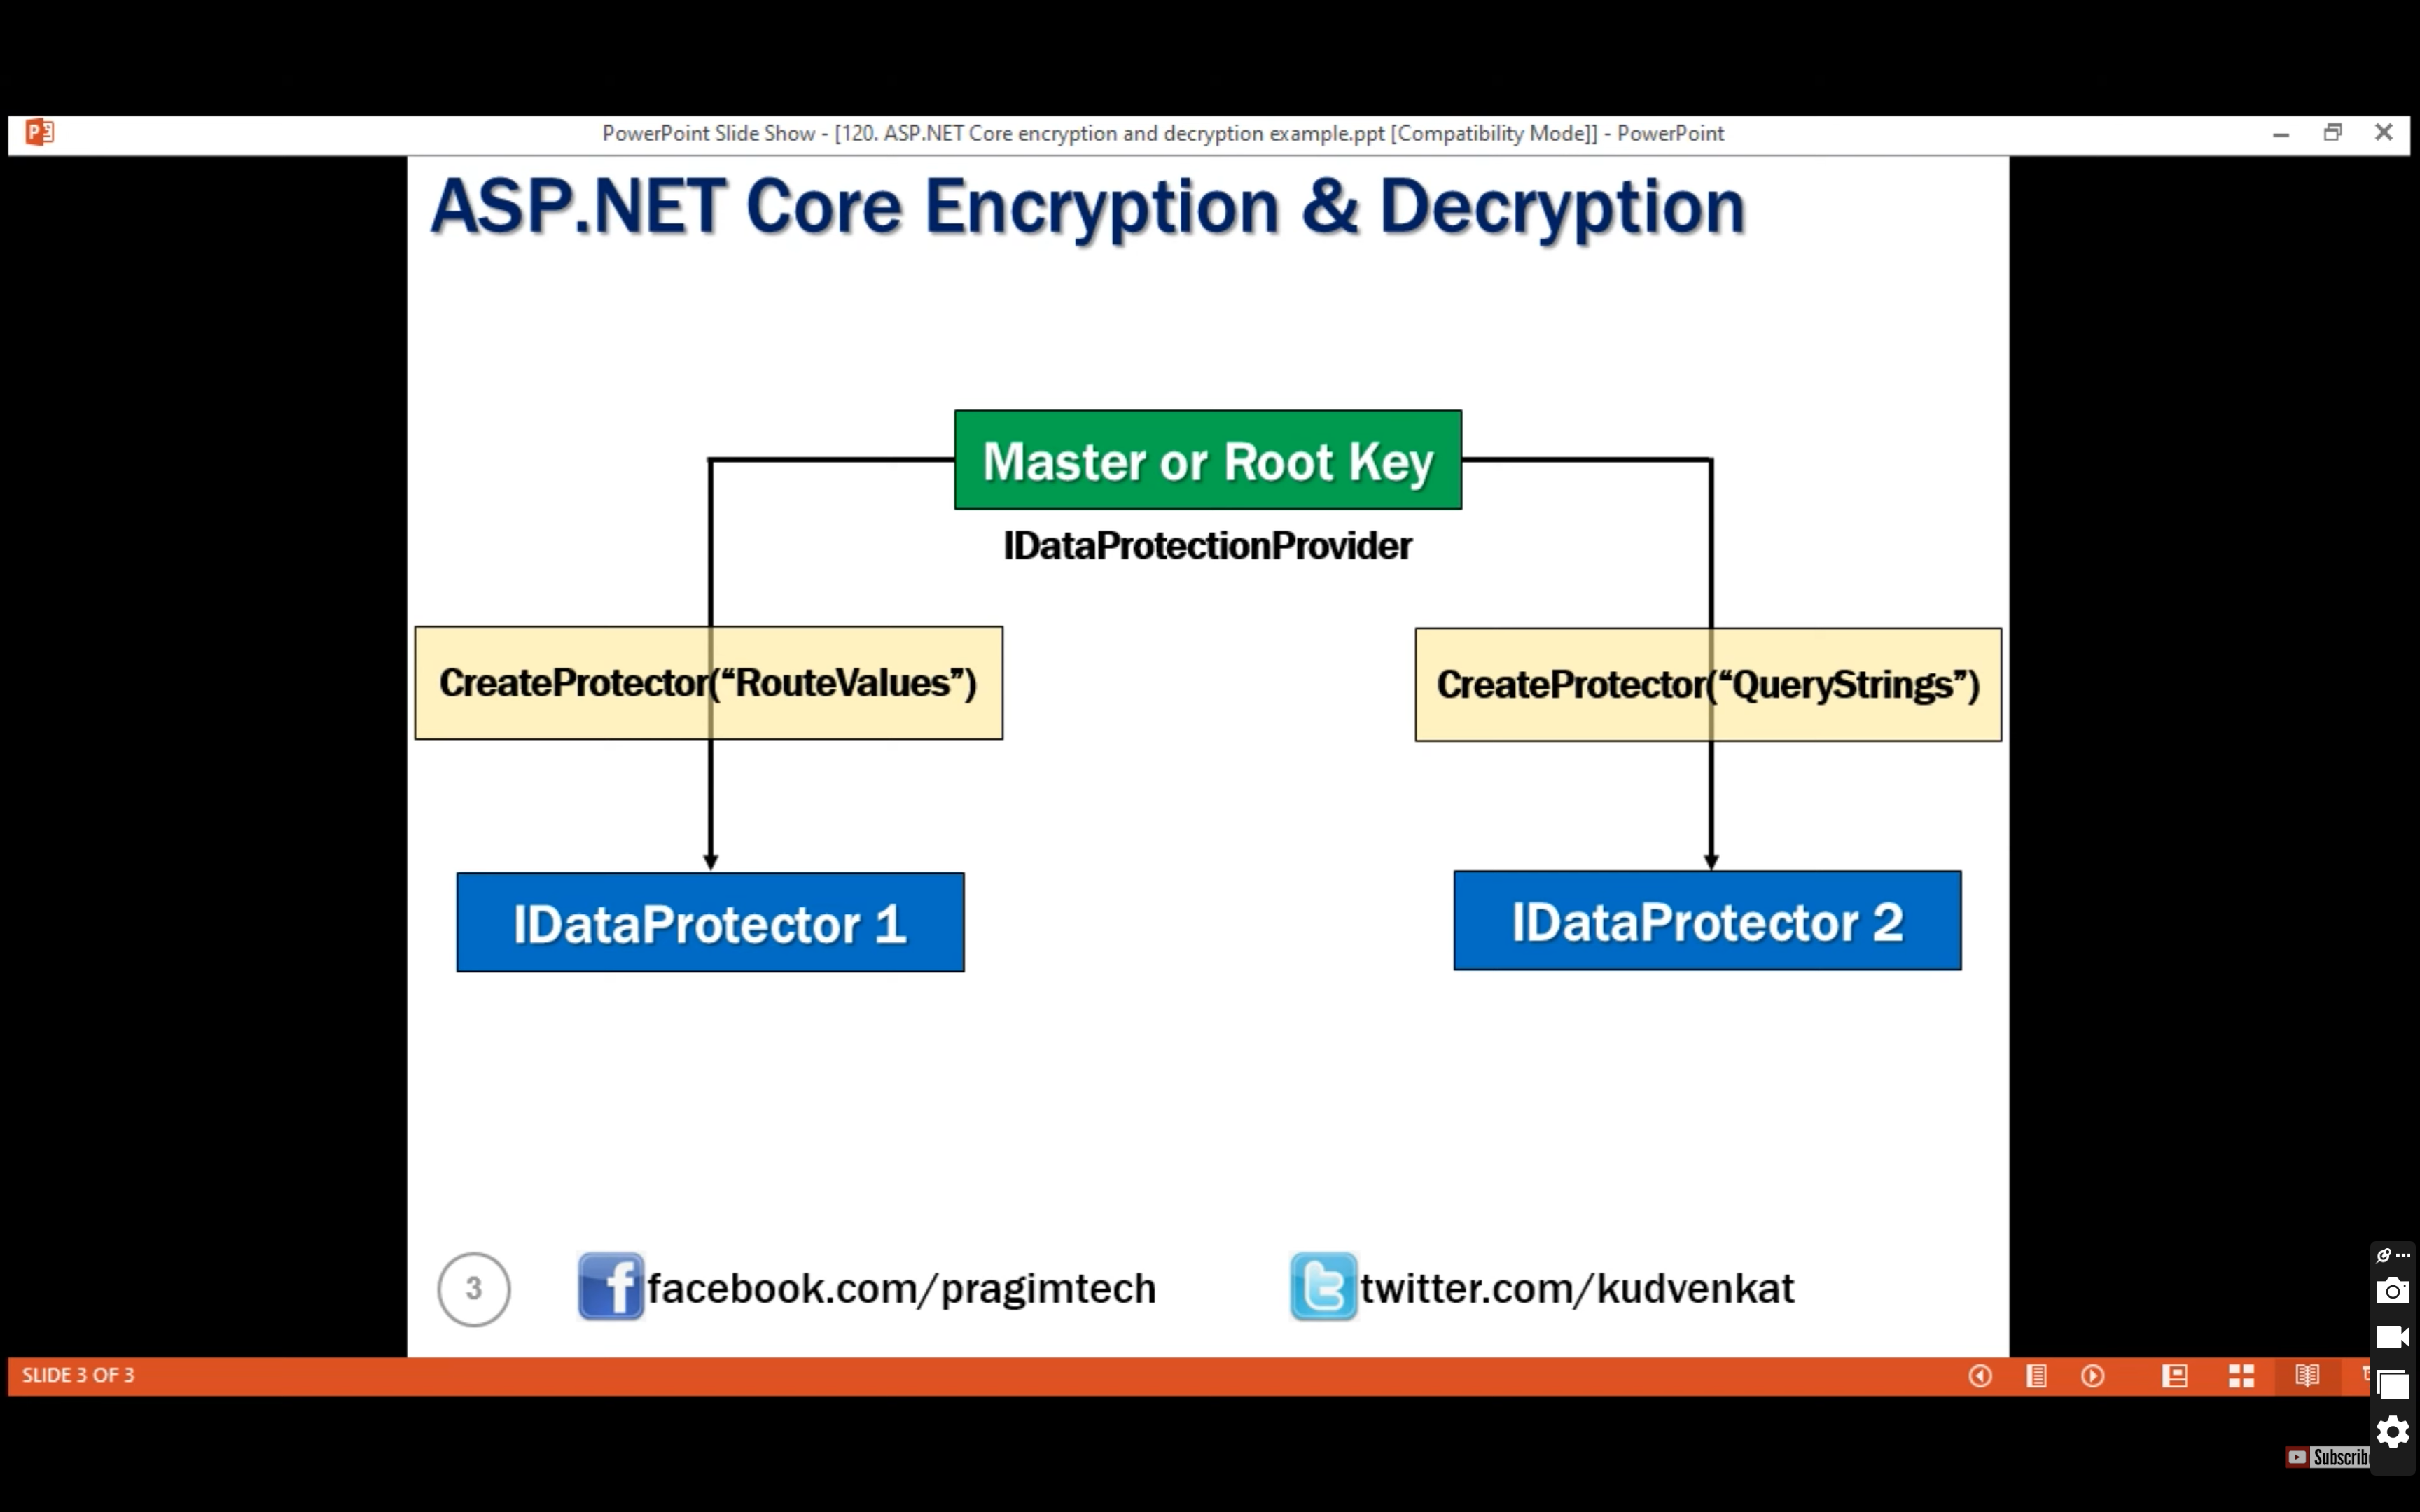 PowerPoint Slide Show - [120. ASP.NET Core encryption and decryption example.ppt [Compatibility Mode]] - PowerPoint
ASP.NET Core Encryption & Decryption
Master or Root Key
IDataProtectionProvider
CreateProtector(“RouteValues”)
CreateProtector(“QueryStrings”)
IDataProtector 1
IDataProtector 2
3
facebook.com/pragimtech
twitter.com/kudvenkat
SLIDE 3 OF 3
Subscribe